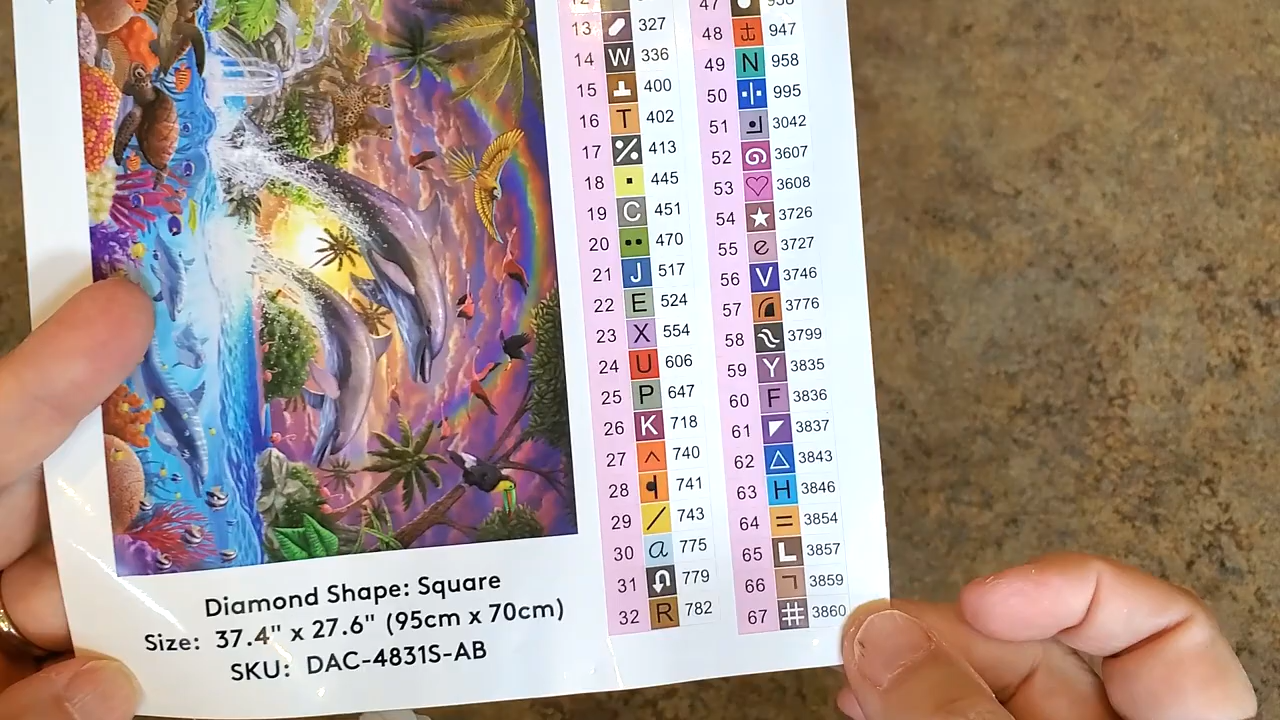 12
13 327
14 W 336
15 400
16 T 402
17 413
18 445
19 C 451
20 470
21 J 517
22 E 524
23 X 554
24 U 606
25 P 647
26 K 718
27 740
28 741
29 / 743
30 a 775
31 779
32 R 782
47
48 947
49 N 958
50 995
51 3042
52 3607
53 3608
54 3726
55 e 3727
56 V 3746
57 3776
58 3799
59 Y 3835
60 F 3836
61 3837
62 3843
63 H 3846
64 = 3854
65 L 3857
66 3859
67 # 3860
Diamond Shape: Square
Size: 37.4" x 27.6" (95cm x 70cm)
SKU: DAC-4831S-AB